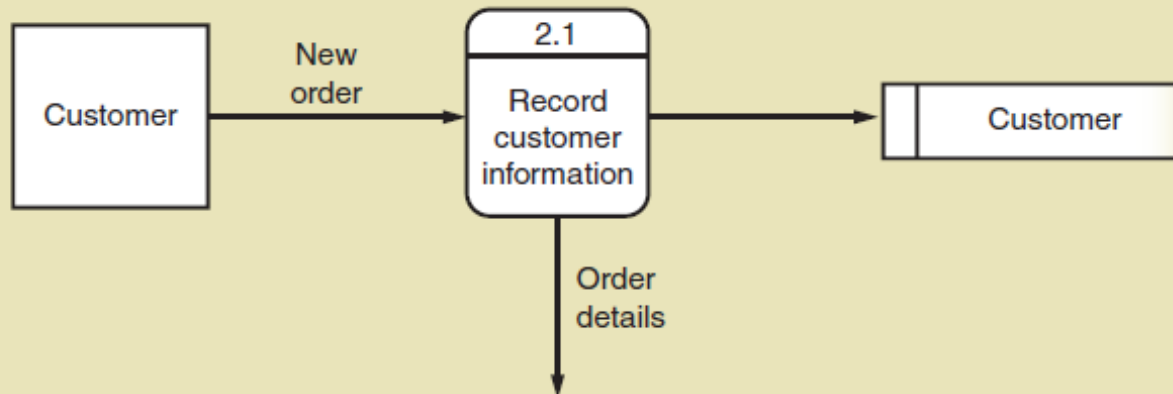 Customer
New
order
2.1
Record
customer
information
Customer
Order
details